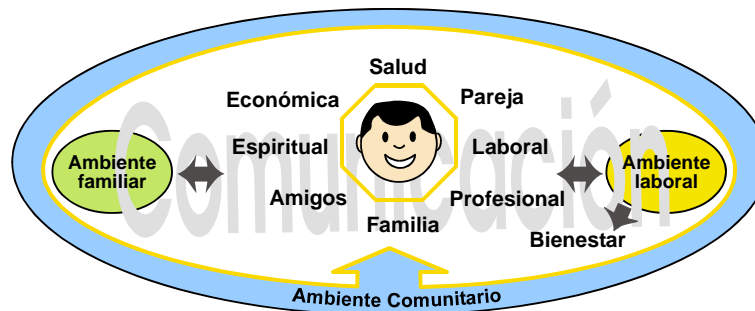 Comunicación
Salud
Económica
Pareja
Ambiente
familiar
Espiritual
Laboral
Ambiente
laboral
Amigos
Profesional
Familia
Bienestar
Ambiente Comunitario